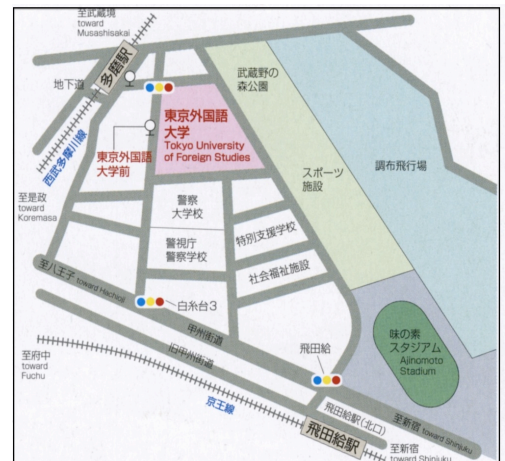 至武蔵境
toward
Musashisakai
多磨駅
地下道
西武多摩川線
東京外国語
大学
Tokyo University
of Foreign Studies
東京外国語
大学前
武蔵野の
森公園
スポーツ
施設
調布飛行場
至是政
toward
Koremasa
警察
大学校
警視庁
警察学校
特別支援学校
社会福祉施設
至八王子 toward Hachioji
白糸台3
甲州街道
旧甲州街道
飛田給
味の素
スタジアム
Ajinomoto
Stadium
至府中
toward
Fuchu
京王線
飛田給駅(北口)
飛田給駅
至新宿 toward Shinjuku
至新宿
toward Shinjuku